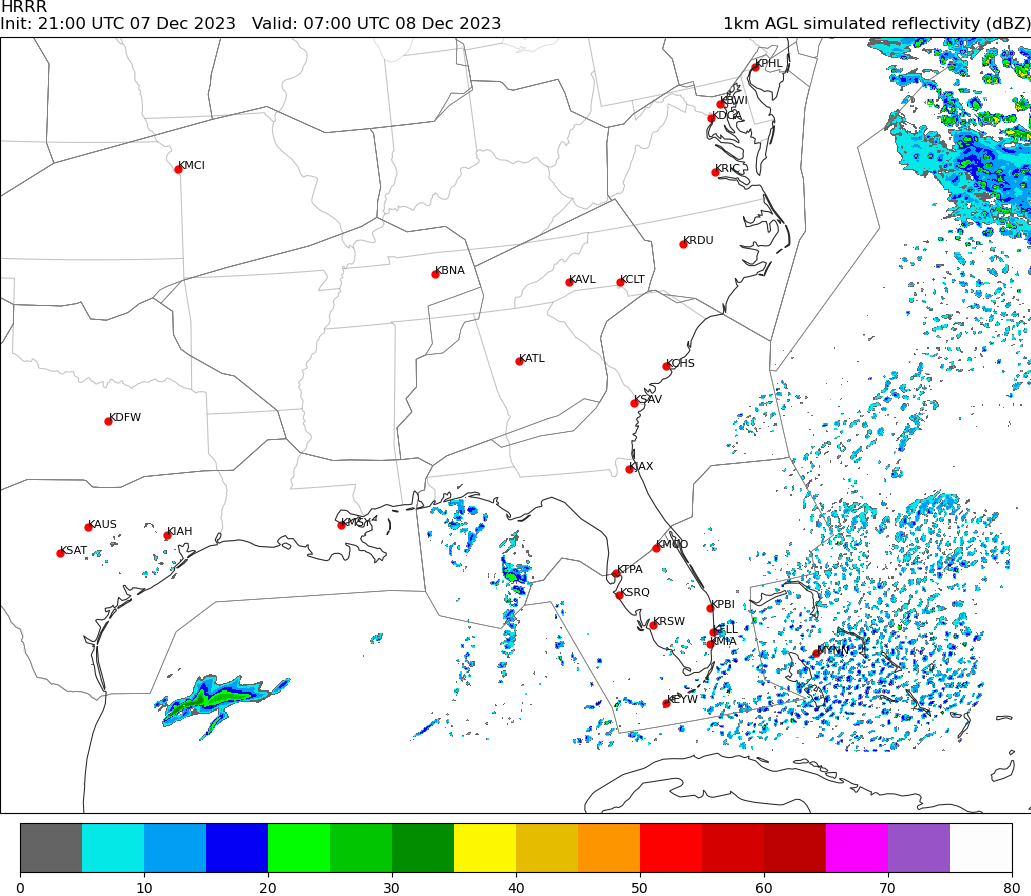 HRRR
Init: 21:00 UTC 07 Dec 2023 Valid: 07:00 UTC 08 Dec 2023 1km AGL simulated reflectivity (dBZ)
KPHL
KBWI
KDCA
KMCI
KRIC
KRDU
KBNA
KAVL
KCLT
KATL
KCHS
KSAV
KDFW
KJAX
KAUS
KMSY
KIAH
KSAT
KMCO
KTPA
KSRQ
KPBI
KRSW
KFLL
KMIA
MYNN
KEYW
0 10 20 30 40 50 60 70 80